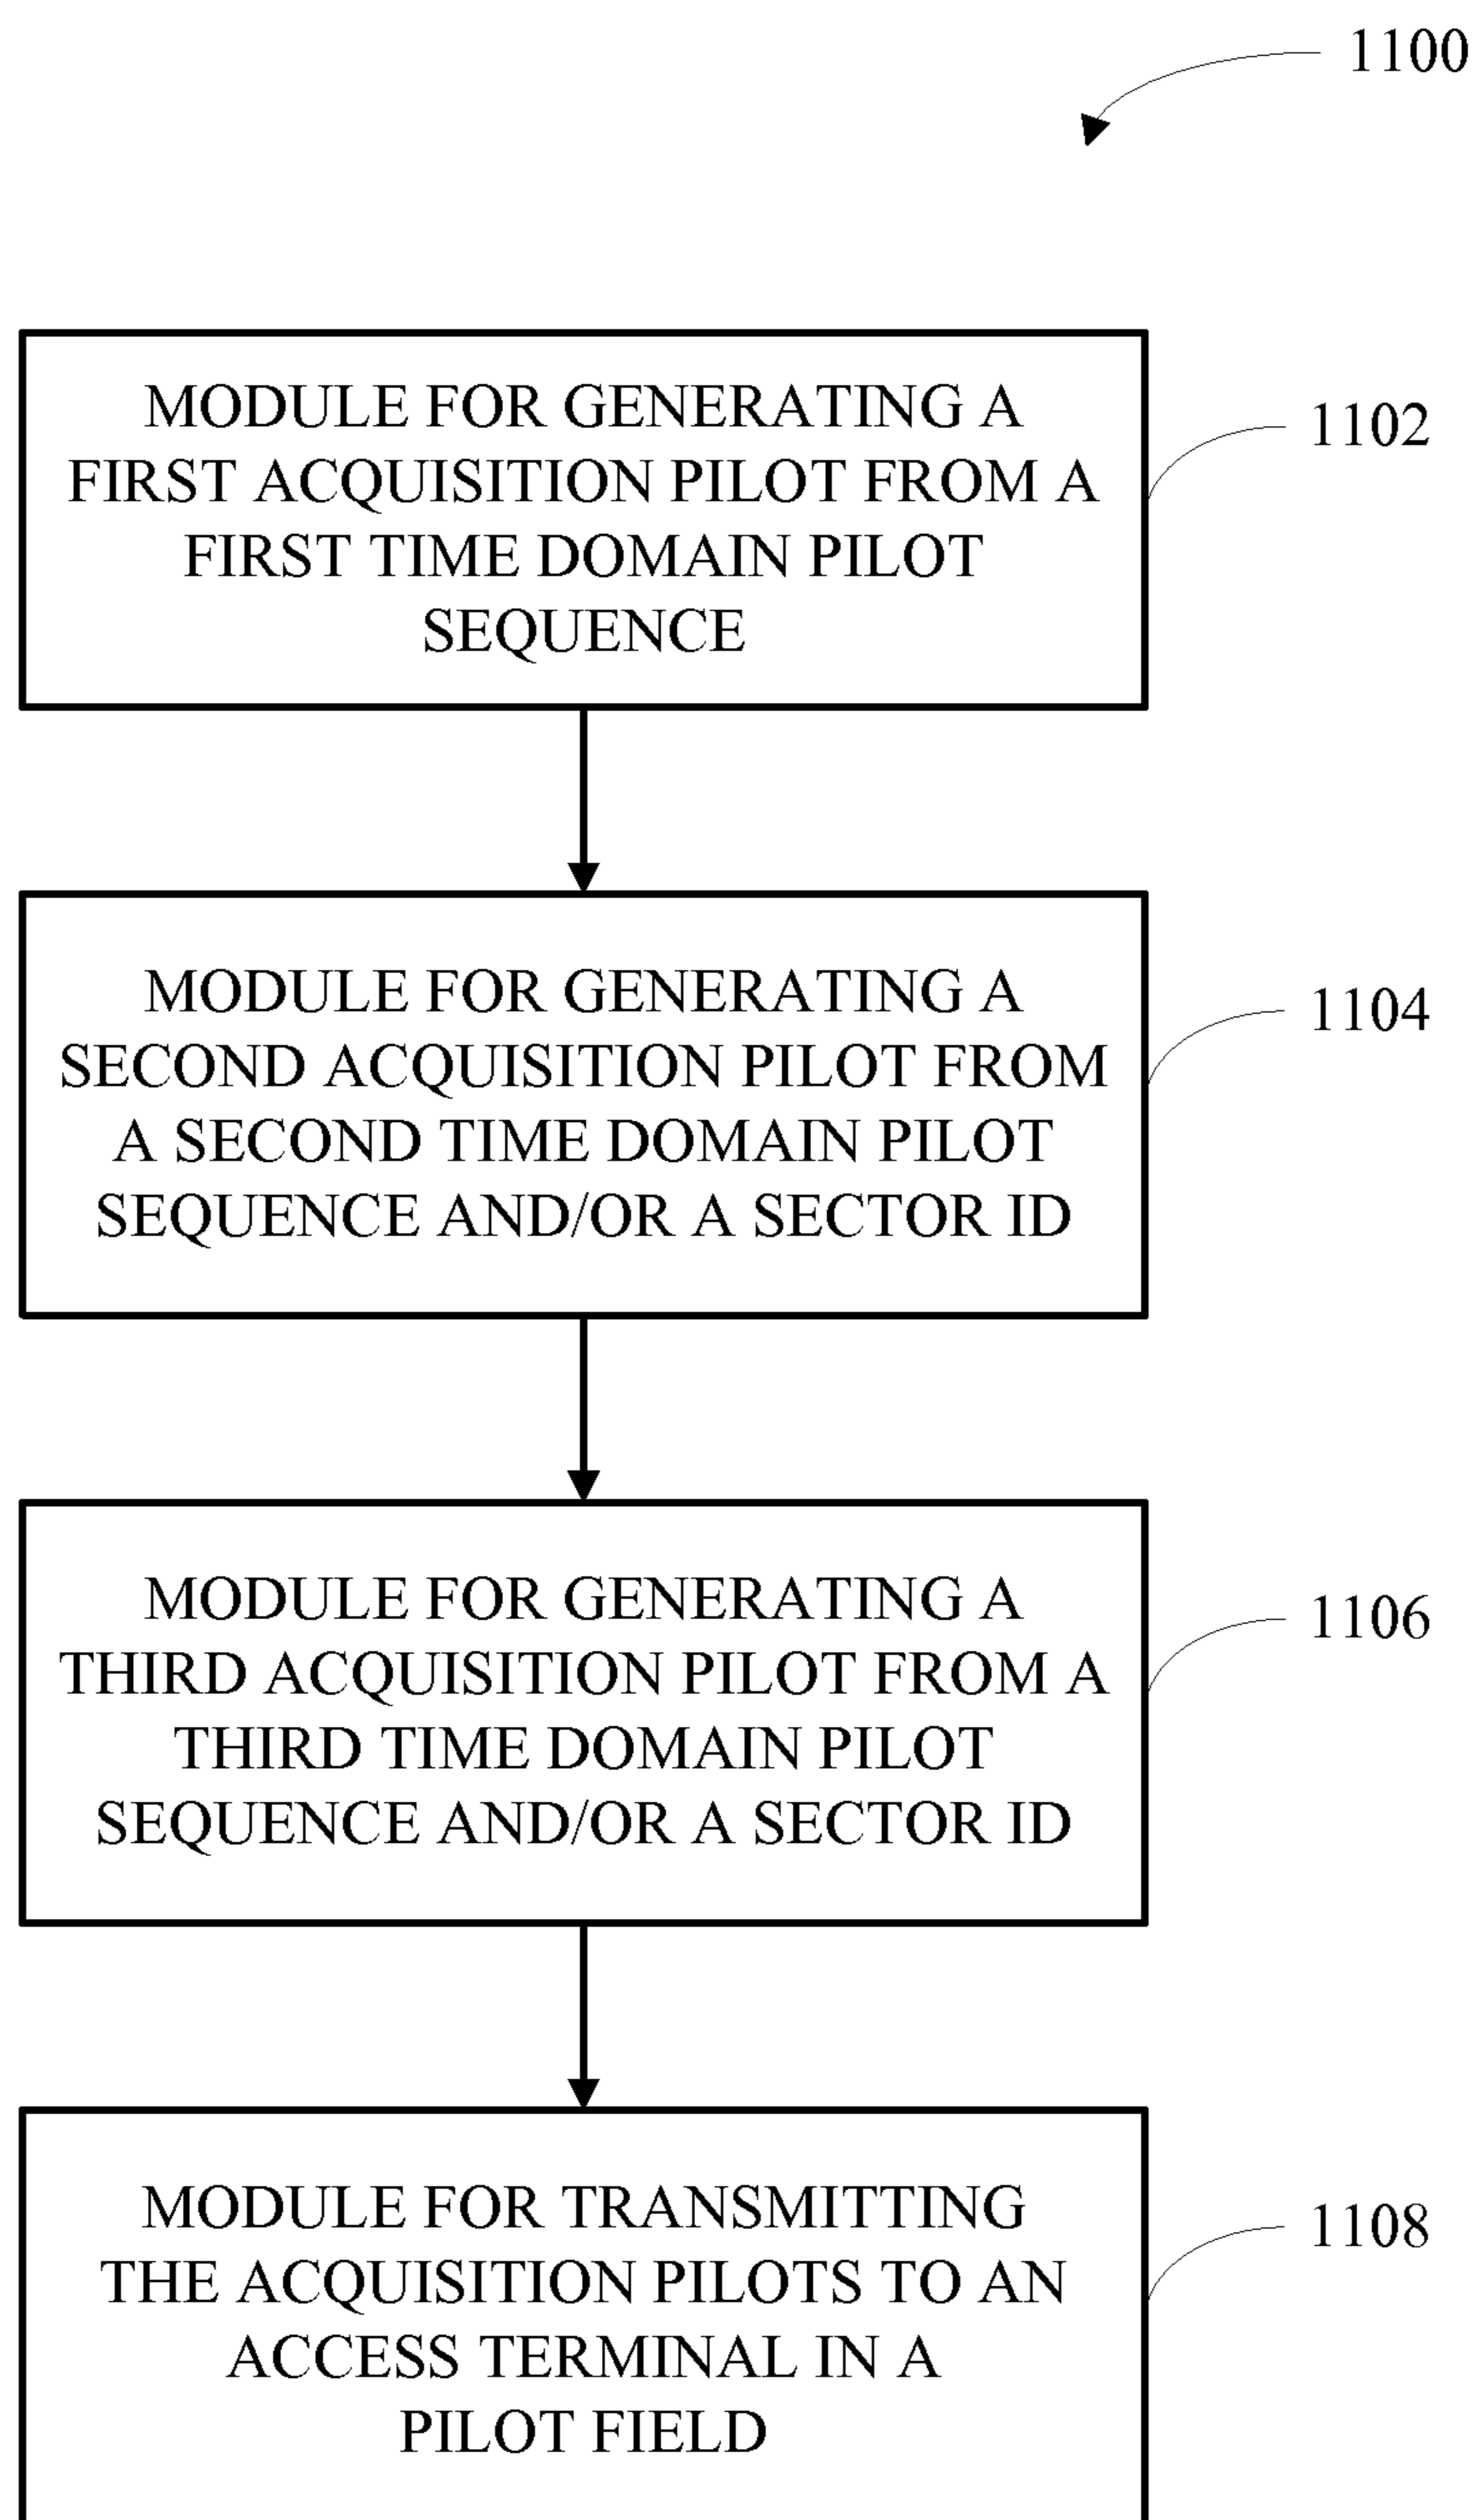 1100
MODULE FOR GENERATING A
FIRST ACQUISITION PILOT FROM A
FIRST TIME DOMAIN PILOT
SEQUENCE
1102
MODULE FOR GENERATING A
SECOND ACQUISITION PILOT FROM
A SECOND TIME DOMAIN PILOT
SEQUENCE AND/OR A SECTOR ID
1104
MODULE FOR GENERATING A
THIRD ACQUISITION PILOT FROM A
THIRD TIME DOMAIN PILOT
SEQUENCE AND/OR A SECTOR ID
1106
MODULE FOR TRANSMITTING
THE ACQUISITION PILOTS TO AN
ACCESS TERMINAL IN A
PILOT FIELD
1108